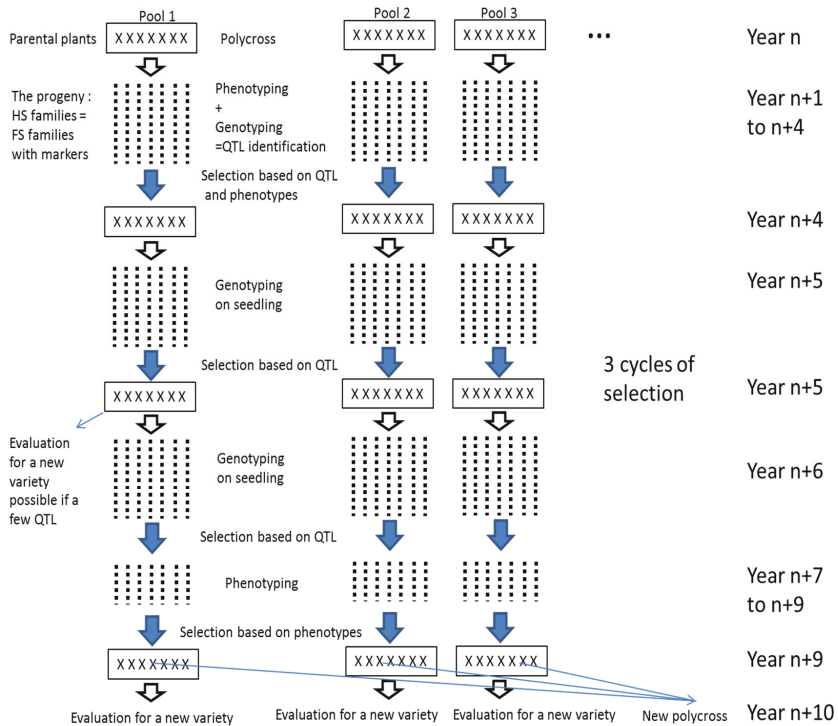 Pool 1 Pool 2 Pool 3
Parental plants XXXXXXX Polycross XXXXXXX XXXXXXX ... Year n
The progeny :
HS families =
FS families
with markers
Phenotyping
+
Genotyping
=QTL identification
Year n+1
to n+4
Selection based on QTL
and phenotypes
XXXXXXX XXXXXXX XXXXXXX Year n+4
Genotyping
on seedling
Year n+5
Selection based on QTL
3 cycles of
selection
XXXXXXX XXXXXXX XXXXXXX Year n+5
Evaluation
for a new
variety
possible if a
few QTL
Genotyping
on seedling
Year n+6
Selection based on QTL
Phenotyping
Year n+7
to n+9
Selection based on phenotypes
XXXXXXX XXXXXXX XXXXXXX Year n+9
Evaluation for a new variety Evaluation for a new variety Evaluation for a new variety New polycross Year n+10